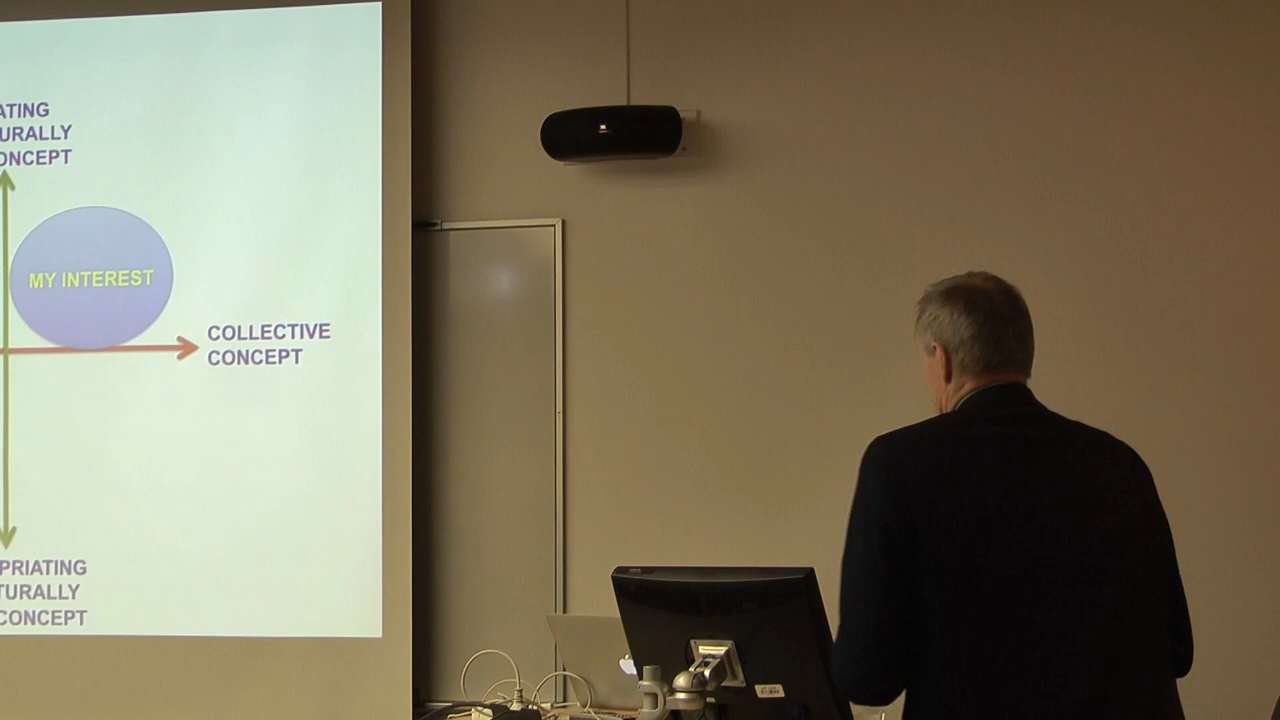 ATING
URALLY
ONCEPT
MY INTEREST
COLLECTIVE
CONCEPT
PRIATING
TURALLY
CONCEPT